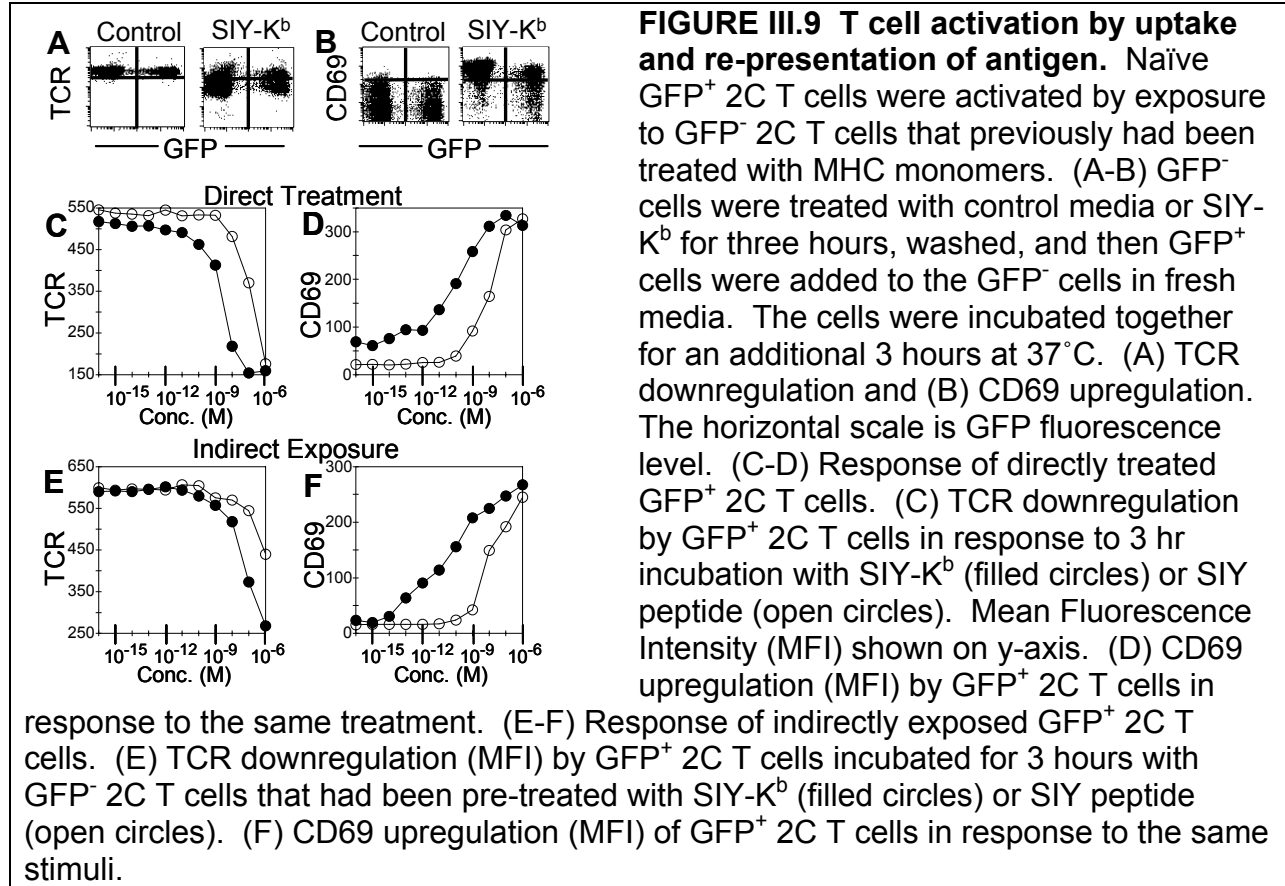 A Control SIY-Kᵇ B Control SIY-Kᵇ
TCR
CD69
GFP
GFP
Direct Treatment
C
550
450
350
250
150
TCR
10⁻¹⁵ 10⁻¹² 10⁻⁹ 10⁻⁶
Conc. (M)
D
300
200
100
0
CD69
10⁻¹⁵ 10⁻¹² 10⁻⁹ 10⁻⁶
Conc. (M)
Indirect Exposure
E
650
550
450
350
250
TCR
10⁻¹⁵ 10⁻¹² 10⁻⁹ 10⁻⁶
Conc. (M)
F
300
200
100
0
CD69
10⁻¹⁵ 10⁻¹² 10⁻⁹ 10⁻⁶
Conc. (M)
FIGURE III.9 T cell activation by uptake
and re-presentation of antigen. Naïve
GFP⁺ 2C T cells were activated by exposure
to GFP⁻ 2C T cells that previously had been
treated with MHC monomers. (A-B) GFP⁻
cells were treated with control media or SIY-
Kᵇ for three hours, washed, and then GFP⁺
cells were added to the GFP⁻ cells in fresh
media. The cells were incubated together
for an additional 3 hours at 37˚C. (A) TCR
downregulation and (B) CD69 upregulation.
The horizontal scale is GFP fluorescence
level. (C-D) Response of directly treated
GFP⁺ 2C T cells. (C) TCR downregulation
by GFP⁺ 2C T cells in response to 3 hr
incubation with SIY-Kᵇ (filled circles) or SIY
peptide (open circles). Mean Fluorescence
Intensity (MFI) shown on y-axis. (D) CD69
upregulation (MFI) by GFP⁺ 2C T cells in
response to the same treatment. (E-F) Response of indirectly exposed GFP⁺ 2C T
cells. (E) TCR downregulation (MFI) by GFP⁺ 2C T cells incubated for 3 hours with
GFP⁻ 2C T cells that had been pre-treated with SIY-Kᵇ (filled circles) or SIY peptide
(open circles). (F) CD69 upregulation (MFI) of GFP⁺ 2C T cells in response to the same
stimuli.